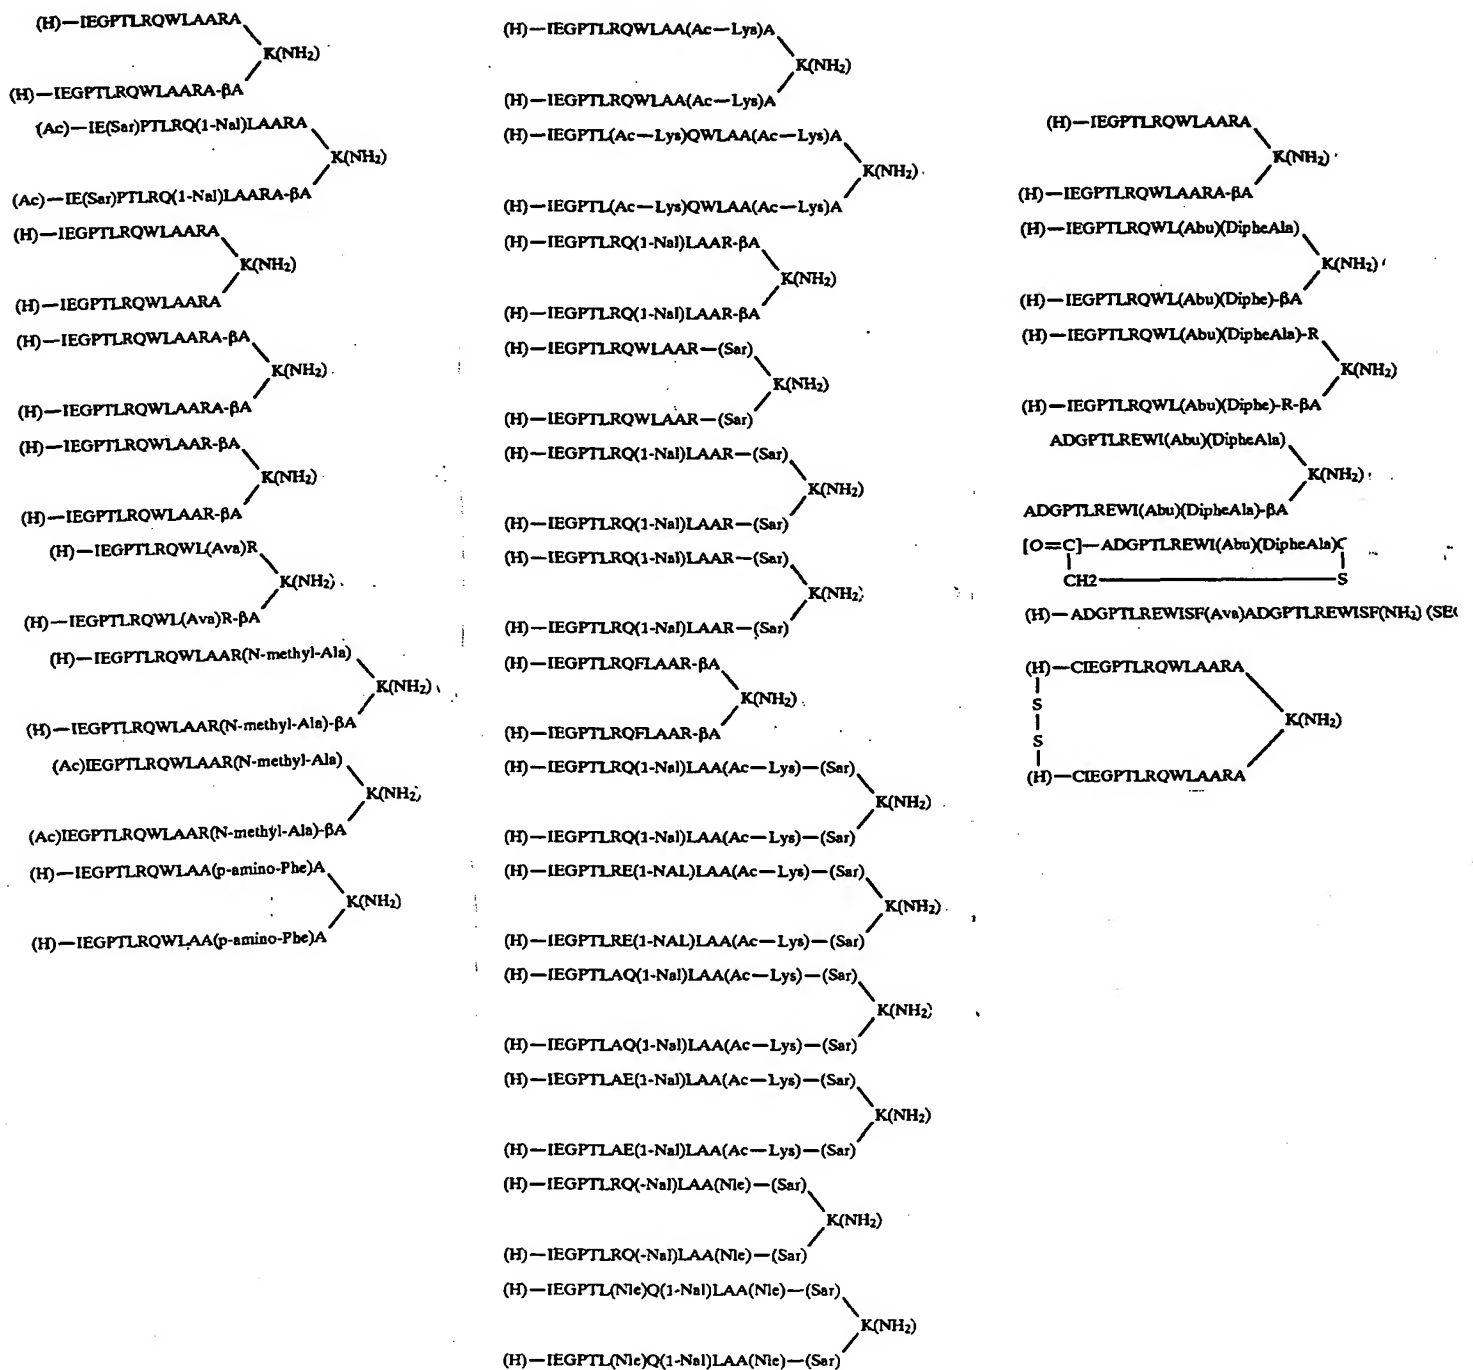 (H)—IEGPTLRQWLAARA
K(NH₂)
(H)—IEGPTLRQWLAARA-βA
(Ac)—IE(Sar)PTLRQ(1-Nal)LAARA
K(NH₂)
(Ac)—IE(Sar)PTLRQ(1-Nal)LAARA-βA
(H)—IEGPTLRQWLAARA
K(NH₂)
(H)—IEGPTLRQWLAARA
(H)—IEGPTLRQWLAARA-βA
K(NH₂)
(H)—IEGPTLRQWLAARA-βA
(H)—IEGPTLRQWLAAR-βA
K(NH₂)
(H)—IEGPTLRQWLAAR-βA
(H)—IEGPTLRQWL(Ava)R
K(NH₂)
(H)—IEGPTLRQWL(Ava)R-βA
(H)—IEGPTLRQWLAAR(N-methyl-Ala)
K(NH₂)
(H)—IEGPTLRQWLAAR(N-methyl-Ala)-βA
(Ac)IEGPTLRQWLAAR(N-methyl-Ala)
K(NH₂)
(Ac)IEGPTLRQWLAAR(N-methyl-Ala)-βA
(H)—IEGPTLRQWLAA(p-amino-Phe)A
K(NH₂)
(H)—IEGPTLRQWLAA(p-amino-Phe)A
(H)—IEGPTLRQWLAA(Ac—Lys)A
K(NH₂)
(H)—IEGPTLRQWLAA(Ac—Lys)A
(H)—IEGPTL(Ac—Lys)QWLAA(Ac—Lys)A
K(NH₂)
(H)—IEGPTL(Ac—Lys)QWLAA(Ac—Lys)A
(H)—IEGPTLRQ(1-Nal)LAAR-βA
K(NH₂)
(H)—IEGPTLRQ(1-Nal)LAAR-βA
(H)—IEGPTLRQWLAAR—(Sar)
K(NH₂)
(H)—IEGPTLRQWLAAR—(Sar)
(H)—IEGPTLRQ(1-Nal)LAAR—(Sar)
K(NH₂)
(H)—IEGPTLRQ(1-Nal)LAAR—(Sar)
(H)—IEGPTLRQ(1-Nal)LAAR—(Sar)
K(NH₂)
(H)—IEGPTLRQ(1-Nal)LAAR—(Sar)
(H)—IEGPTLRQFLAAR-βA
K(NH₂)
(H)—IEGPTLRQFLAAR-βA
(H)—IEGPTLRQ(1-Nal)LAA(Ac—Lys)—(Sar)
K(NH₂)
(H)—IEGPTLRQ(1-Nal)LAA(Ac—Lys)—(Sar)
(H)—IEGPTLRE(1-NAL)LAA(Ac—Lys)—(Sar)
K(NH₂)
(H)—IEGPTLRE(1-NAL)LAA(Ac—Lys)—(Sar)
(H)—IEGPTLAQ(1-Nal)LAA(Ac—Lys)—(Sar)
K(NH₂)
(H)—IEGPTLAQ(1-Nal)LAA(Ac—Lys)—(Sar)
(H)—IEGPTLAE(1-Nal)LAA(Ac—Lys)—(Sar)
K(NH₂)
(H)—IEGPTLAE(1-Nal)LAA(Ac—Lys)—(Sar)
(H)—IEGPTLRQ(-Nal)LAA(Nle)—(Sar)
K(NH₂)
(H)—IEGPTLRQ(-Nal)LAA(Nle)—(Sar)
(H)—IEGPTL(Nle)Q(1-Nal)LAA(Nle)—(Sar)
K(NH₂)
(H)—IEGPTL(Nle)Q(1-Nal)LAA(Nle)—(Sar)
(H)—IEGPTLRQWLAARA
K(NH₂)
(H)—IEGPTLRQWLAARA-βA
(H)—IEGPTLRQWL(Abu)(DipheAla)
K(NH₂)
(H)—IEGPTLRQWL(Abu)(Diphe)-βA
(H)—IEGPTLRQWL(Abu)(DipheAla)-R
K(NH₂)
(H)—IEGPTLRQWL(Abu)(Diphe)-R-βA
ADGPTLREWI(Abu)(DipheAla)
K(NH₂)
ADGPTLREWI(Abu)(DipheAla)-βA
[O=C]—ADGPTLREWI(Abu)(DipheAla)C
CH2 S
(H)—ADGPTLREWISF(Ava)ADGPTLREWISF(NH₂) (SE
(H)—CIEGPTLRQWLAARA
S
K(NH₂)
S
(H)—CIEGPTLRQWLAARA